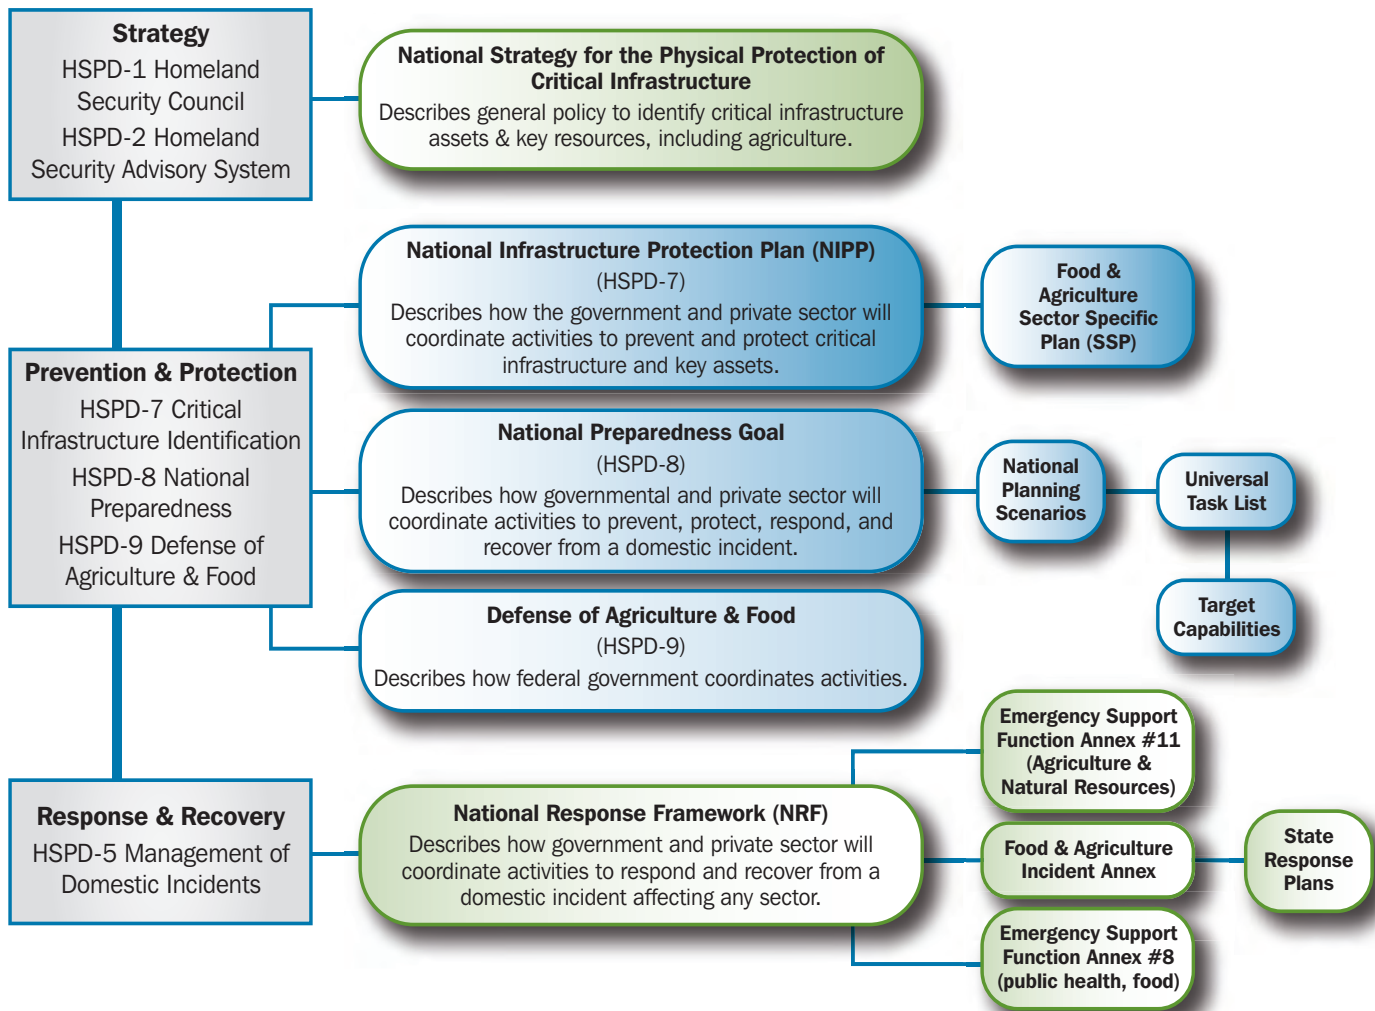 Strategy
HSPD-1 Homeland
Security Council
HSPD-2 Homeland
Security Advisory System
National Strategy for the Physical Protection of
Critical Infrastructure
Describes general policy to identify critical infrastructure
assets & key resources, including agriculture.
Prevention & Protection
HSPD-7 Critical
Infrastructure Identification
HSPD-8 National
Preparedness
HSPD-9 Defense of
Agriculture & Food
National Infrastructure Protection Plan (NIPP)
(HSPD-7)
Describes how the government and private sector will
coordinate activities to prevent and protect critical
infrastructure and key assets.
Food &
Agriculture
Sector Specific
Plan (SSP)
National Preparedness Goal
(HSPD-8)
Describes how governmental and private sector will
coordinate activities to prevent, protect, respond, and
recover from a domestic incident.
National
Planning
Scenarios
Universal
Task List
Target
Capabilities
Defense of Agriculture & Food
(HSPD-9)
Describes how federal government coordinates activities.
Response & Recovery
HSPD-5 Management of
Domestic Incidents
National Response Framework (NRF)
Describes how government and private sector will
coordinate activities to respond and recover from a
domestic incident affecting any sector.
Emergency Support
Function Annex #11
(Agriculture &
Natural Resources)
Food & Agriculture
Incident Annex
State
Response
Plans
Emergency Support
Function Annex #8
(public health, food)